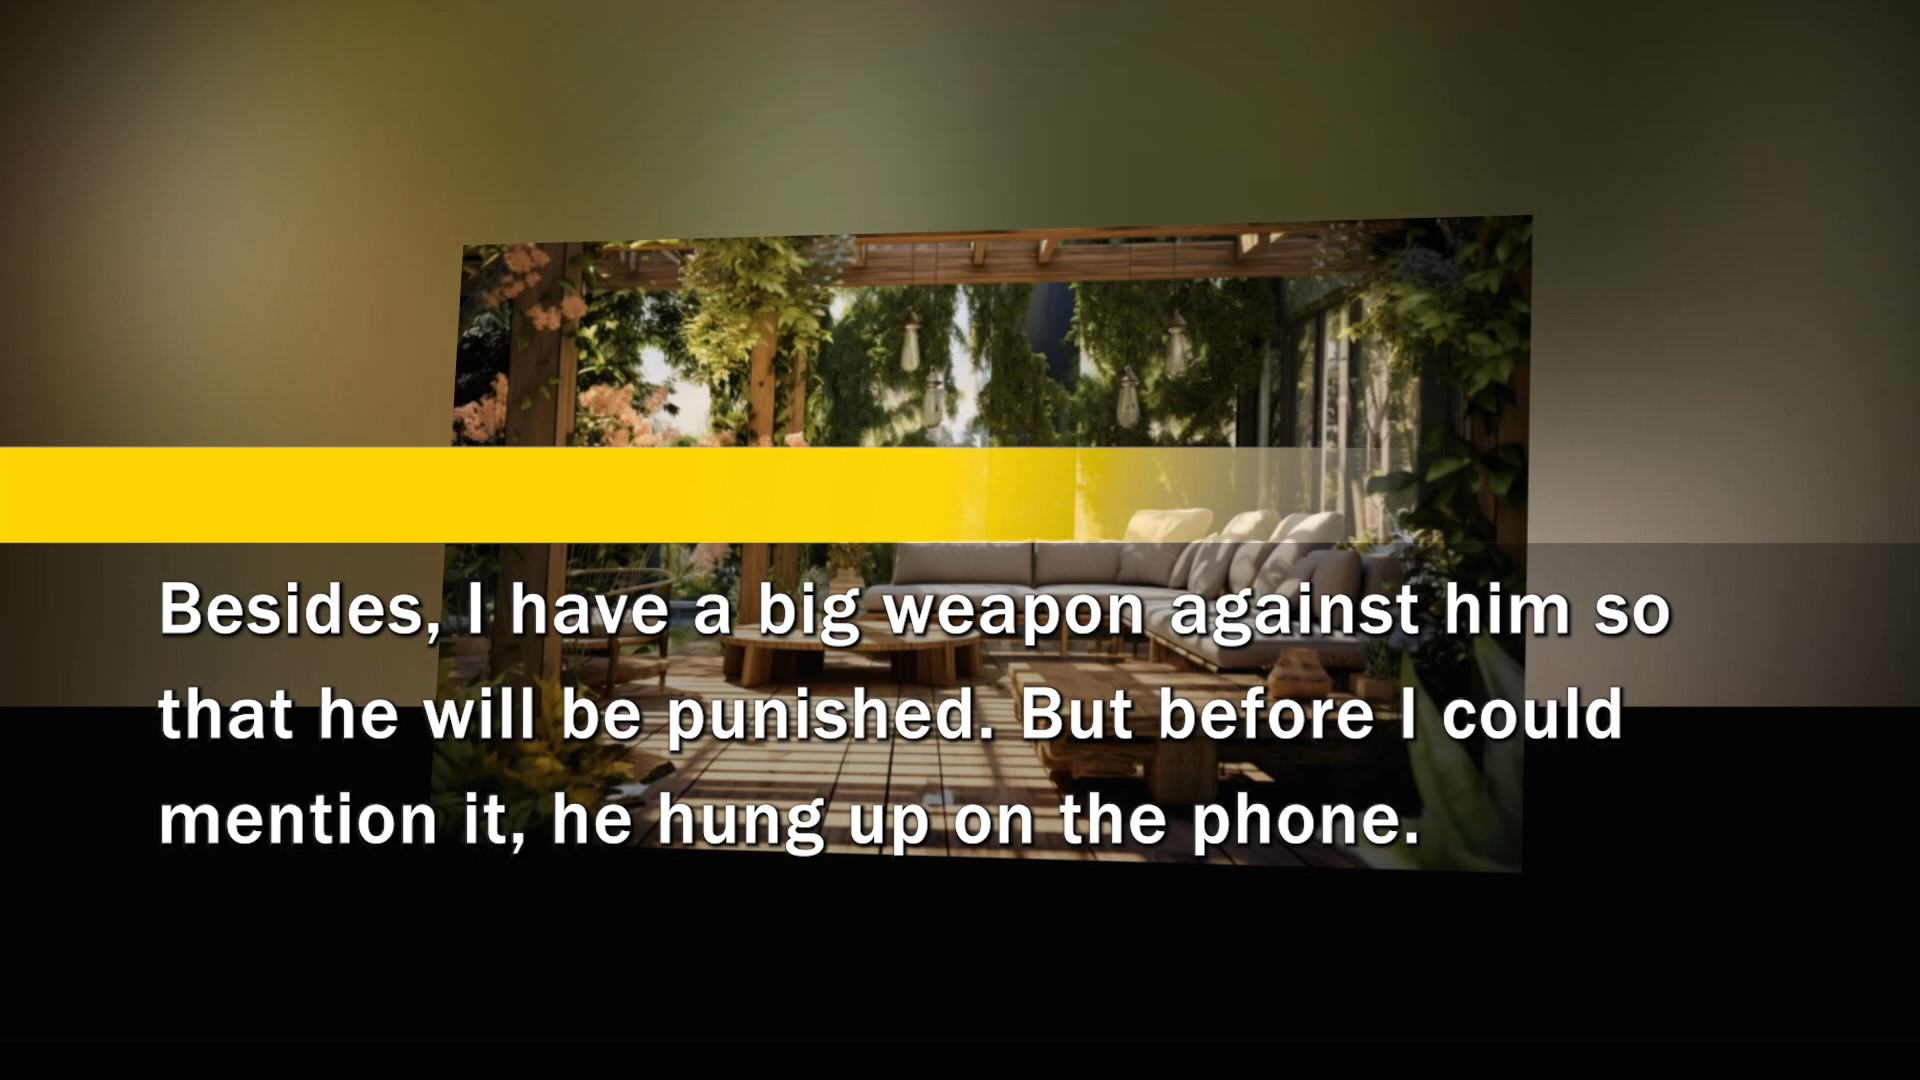 Besides, I have a big weapon against him so
that he will be punished. But before I could
mention it, he hung up on the phone.